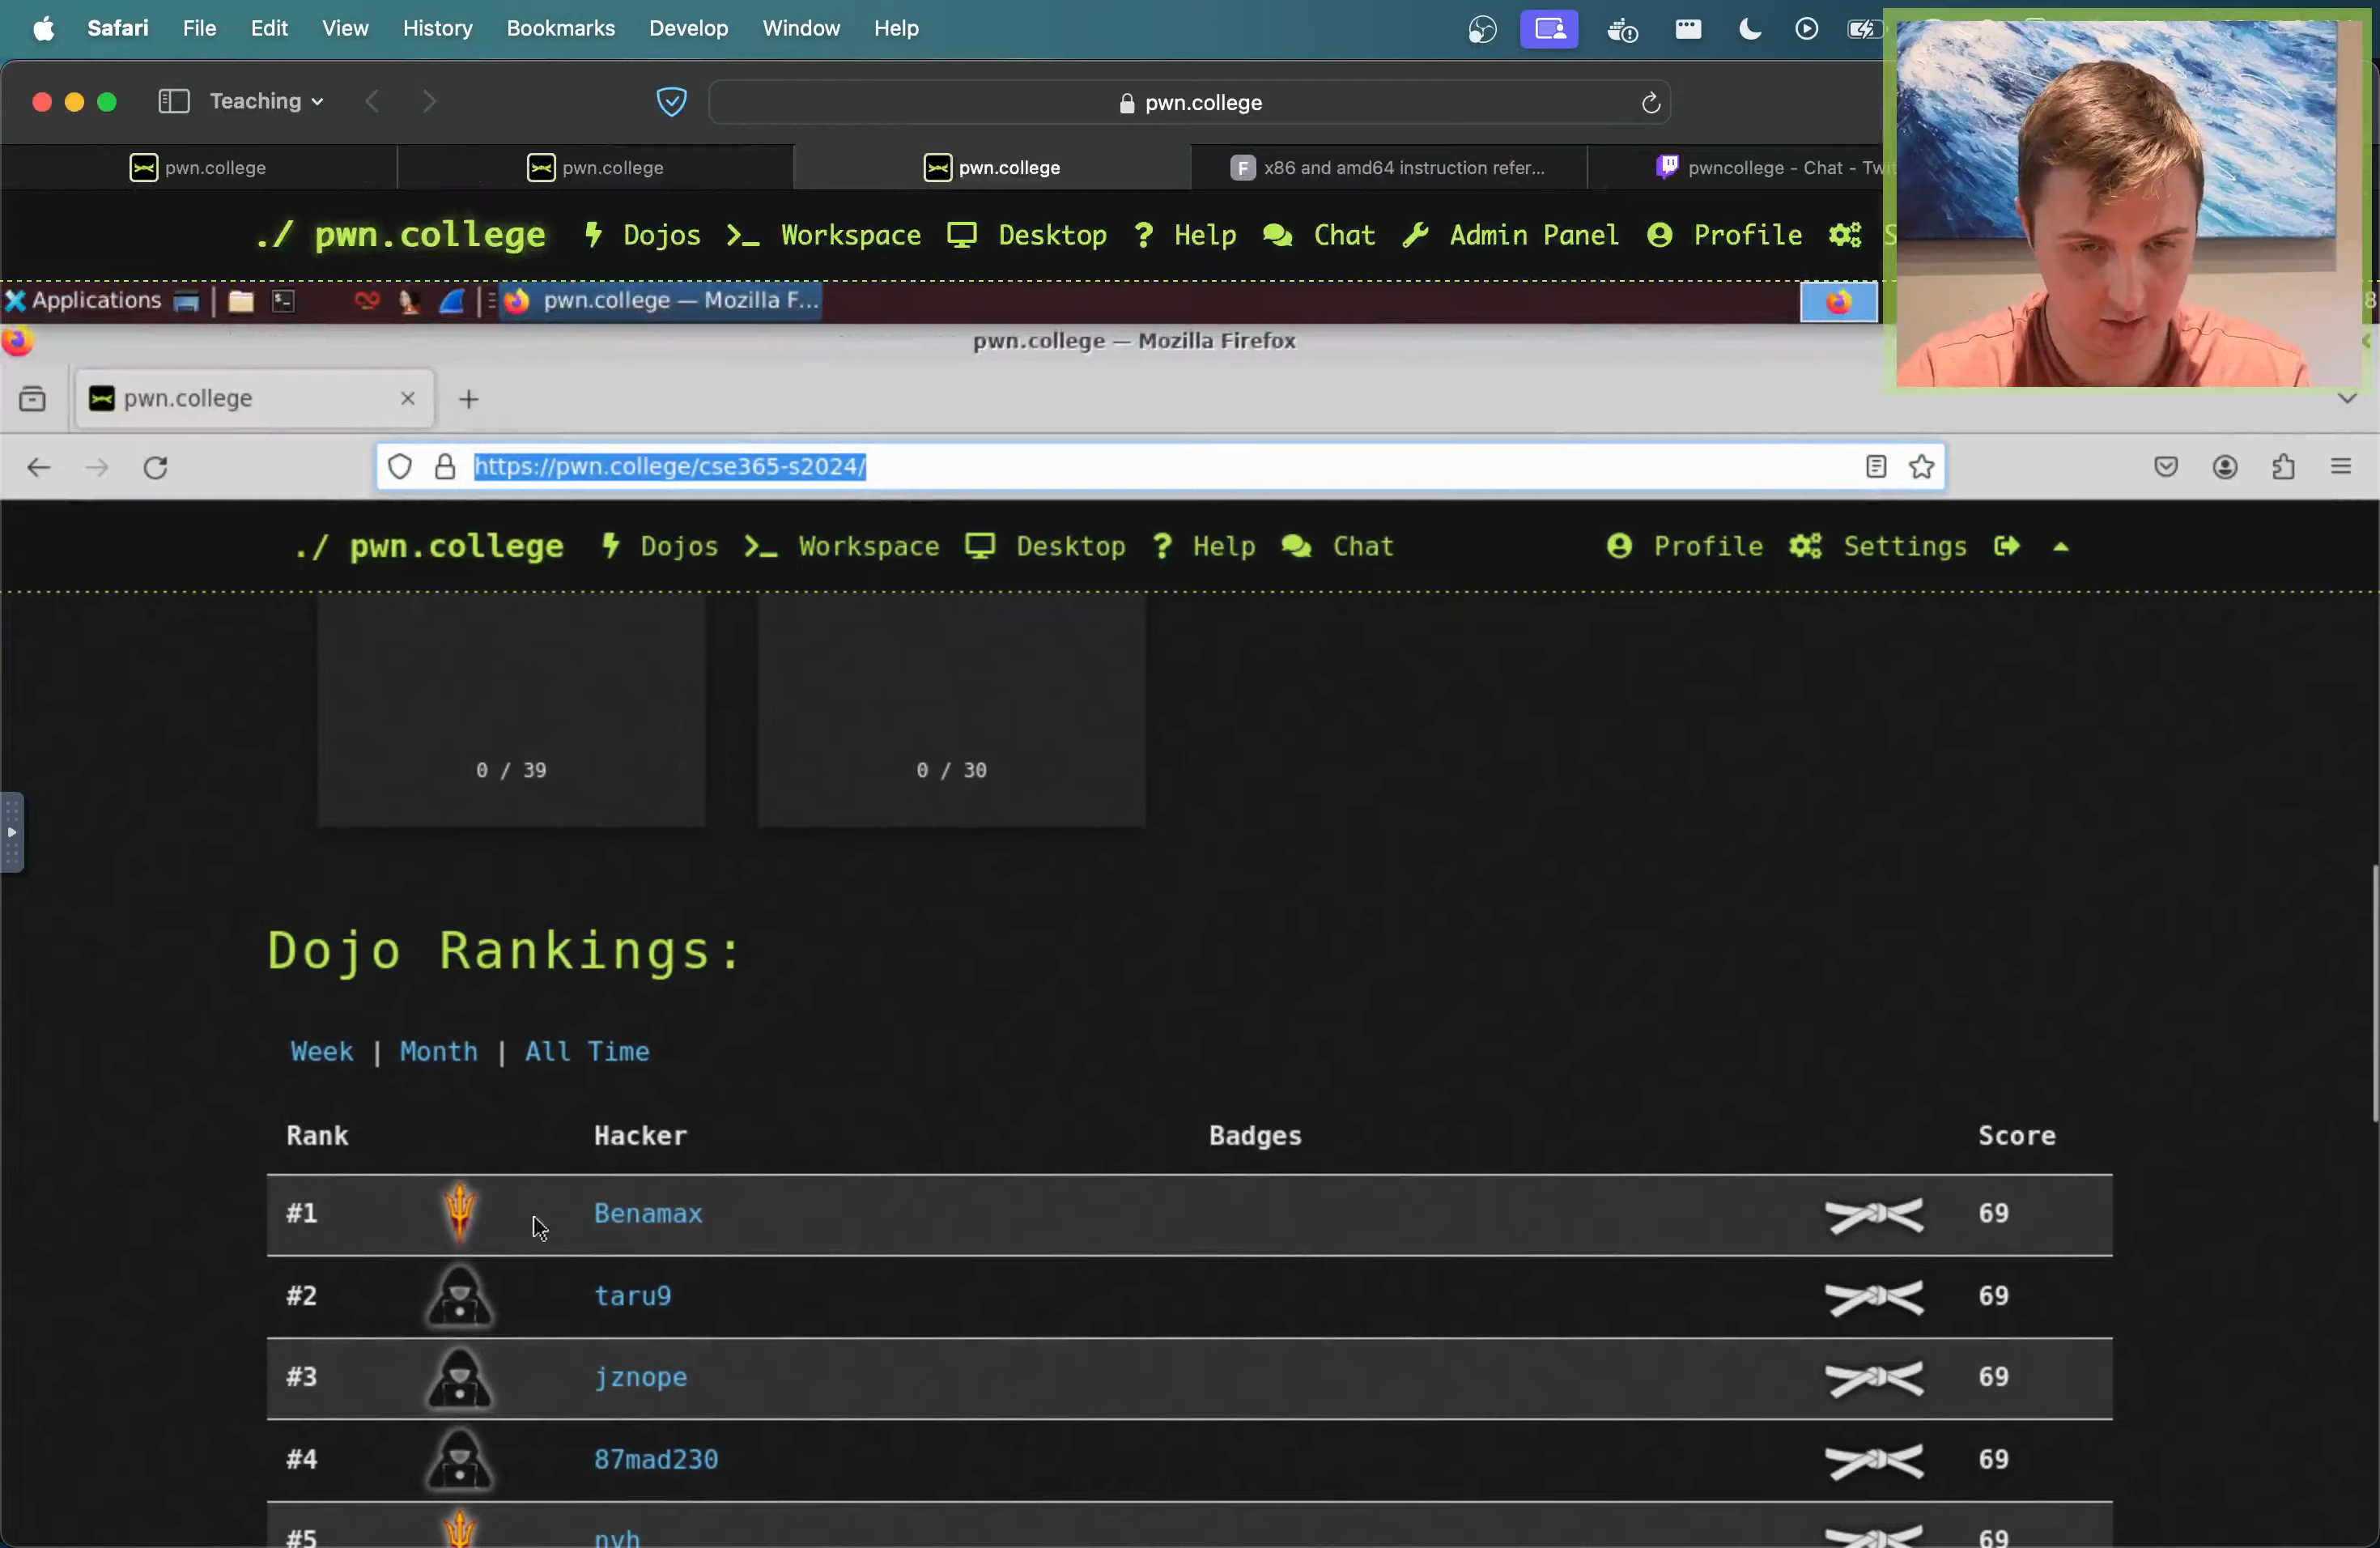 Safari File Edit View History Bookmarks Develop Window Help
Teaching pwn.college
pwn.college pwn.college pwn.college F x86 and amd64 instruction refer... pwncollege - Chat - Twit
./ pwn.college Dojos >_ Workspace Desktop ? Help Chat Admin Panel Profile S
Applications pwn.college — Mozilla F...
pwn.college — Mozilla Firefox
pwn.college
https://pwn.college/cse365-s2024/
./ pwn.college Dojos >_ Workspace Desktop ? Help Chat Profile Settings
0 / 39 0 / 30
Dojo Rankings:
Week | Month | All Time
Rank Hacker Badges Score
#1 Benamax 69
#2 taru9 69
#3 jznope 69
#4 87mad230 69
#5 nyh 69